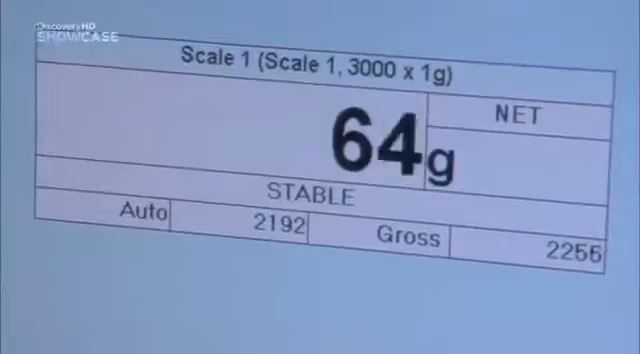 Discovery HD
SHOWCASE
Scale 1 (Scale 1, 3000 x 1g)
NET
64g
STABLE
Auto 2192 Gross 2256